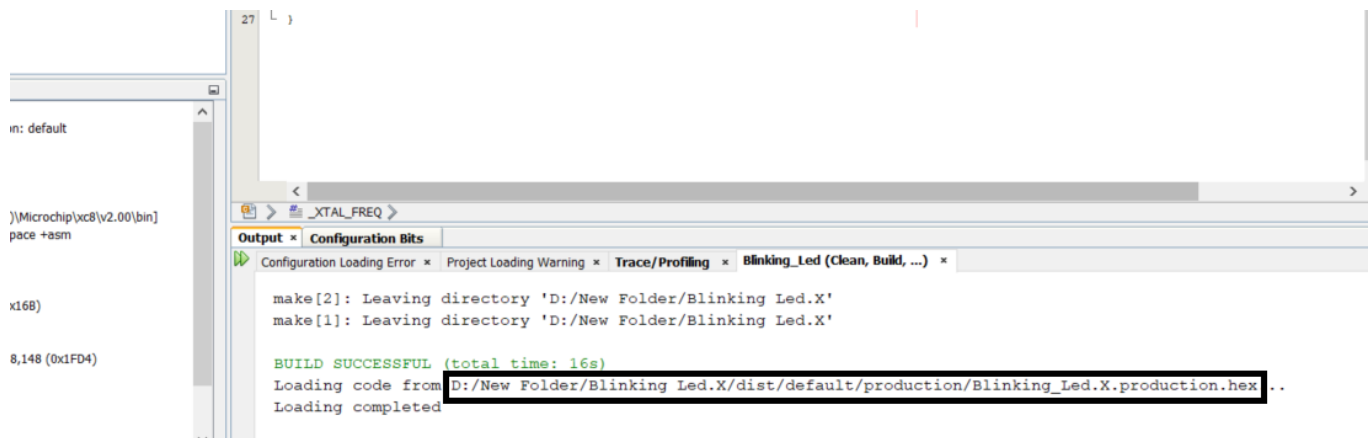 27 }
on: default
)\Microchip\xc8\v2.00\bin]
pace +asm
x16B)
8,148 (0x1FD4)
_XTAL_FREQ
Output × Configuration Bits
Configuration Loading Error × Project Loading Warning × Trace/Profiling × Blinking_Led (Clean, Build, ...) ×
make[2]: Leaving directory 'D:/New Folder/Blinking Led.X'
make[1]: Leaving directory 'D:/New Folder/Blinking Led.X'
BUILD SUCCESSFUL (total time: 16s)
Loading code from D:/New Folder/Blinking Led.X/dist/default/production/Blinking_Led.X.production.hex...
Loading completed